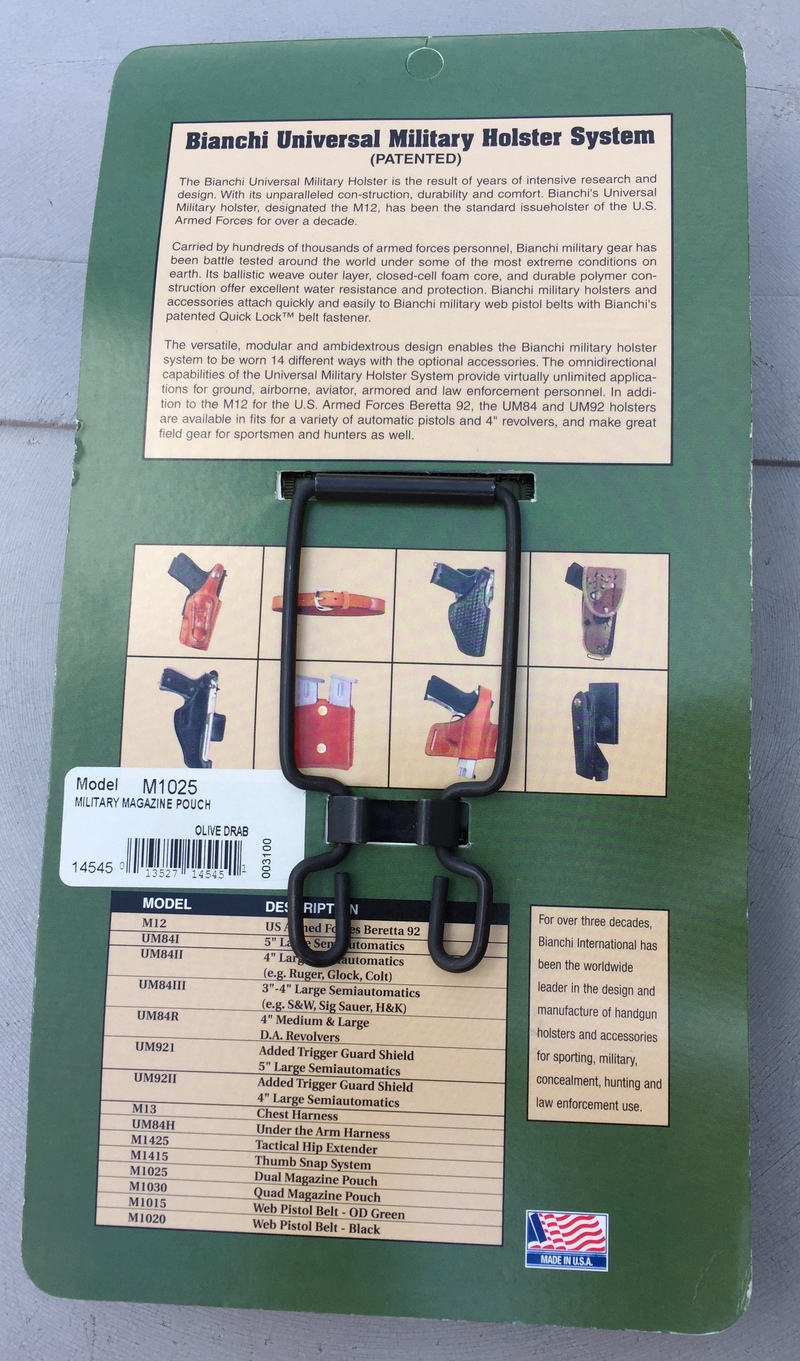 Bianchi Universal Military Holster System
(PATENTED)
The Bianchi Universal Military Holster is the result of years of intensive research and
design. With its unparalleled con-struction, durability and comfort. Bianchi's Universal
Military holster, designated the M12, has been the standard issueholster of the U.S.
Armed Forces for over a decade.
Carried by hundreds of thousands of armed forces personnel, Bianchi military gear has
been battle tested around the world under some of the most extreme conditions on
earth. Its ballistic weave outer layer, closed-cell foam core, and durable polymer con-
struction offer excellent water resistance and protection. Bianchi military holsters and
accessories attach quickly and easily to Bianchi military web pistol belts with Bianchi's
patented Quick Lock™ belt fastener.
The versatile, modular and ambidextrous design enables the Bianchi military holster
system to be worn 14 different ways with the optional accessories. The omnidirectional
capabilities of the Universal Military Holster System provide virtually unlimited applica-
tions for ground, airborne, aviator, armored and law enforcement personnel. In addi-
tion to the M12 for the U.S. Armed Forces Beretta 92, the UM84 and UM92 holsters
are available in fits for a variety of automatic pistols and 4" revolvers, and make great
field gear for sportsmen and hunters as well.
Model M1025
MILITARY MAGAZINE POUCH
OLIVE DRAB
14545 0 13527 14545 1
003100
MODEL DES RIPTI N
M12 US A med Fo es Beretta 92
UM84I 5" La Sem automatics
UM84II 4" Larg automatics
(e.g. Ruger, Glock, Colt)
UM84III 3"-4" Large Semiautomatics
(e.g. S&W, Sig Sauer, H&K)
UM84R 4" Medium & Large
D.A. Revolvers
UM921 Added Trigger Guard Shield
5" Large Semiautomatics
UM92II Added Trigger Guard Shield
4" Large Semiautomatics
M13 Chest Harness
UM84H Under the Arm Harness
M1425 Tactical Hip Extender
M1415 Thumb Snap System
M1025 Dual Magazine Pouch
M1030 Quad Magazine Pouch
M1015 Web Pistol Belt - OD Green
M1020 Web Pistol Belt - Black
For over three decades,
Bianchi International has
been the worldwide
leader in the design and
manufacture of handgun
holsters and accessories
for sporting, military,
concealment, hunting and
law enforcement use.
MADE IN U.S.A.